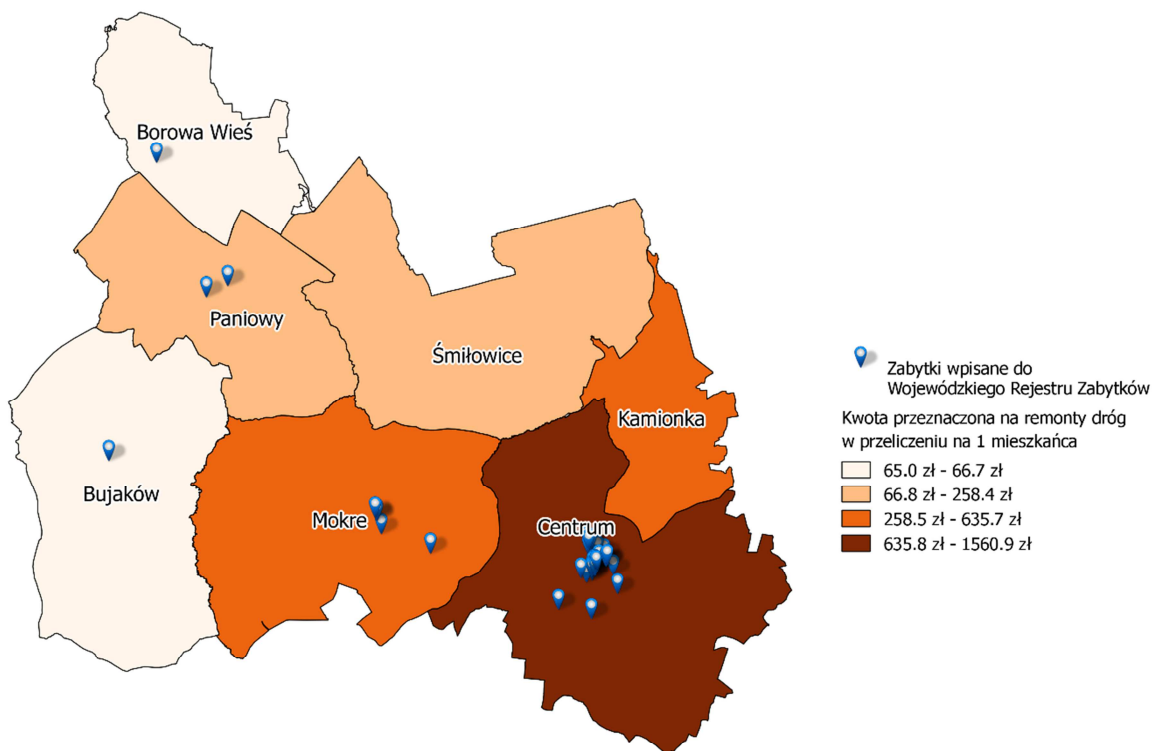 Borowa Wieś
Paniowy
Śmiłowice
Kamionka
Bujaków
Mokre
Centrum
Zabytki wpisane do
Wojewódzkiego Rejestru Zabytków
Kwota przeznaczona na remonty dróg
w przeliczeniu na 1 mieszkańca
65.0 zł - 66.7 zł
66.8 zł - 258.4 zł
258.5 zł - 635.7 zł
635.8 zł - 1560.9 zł